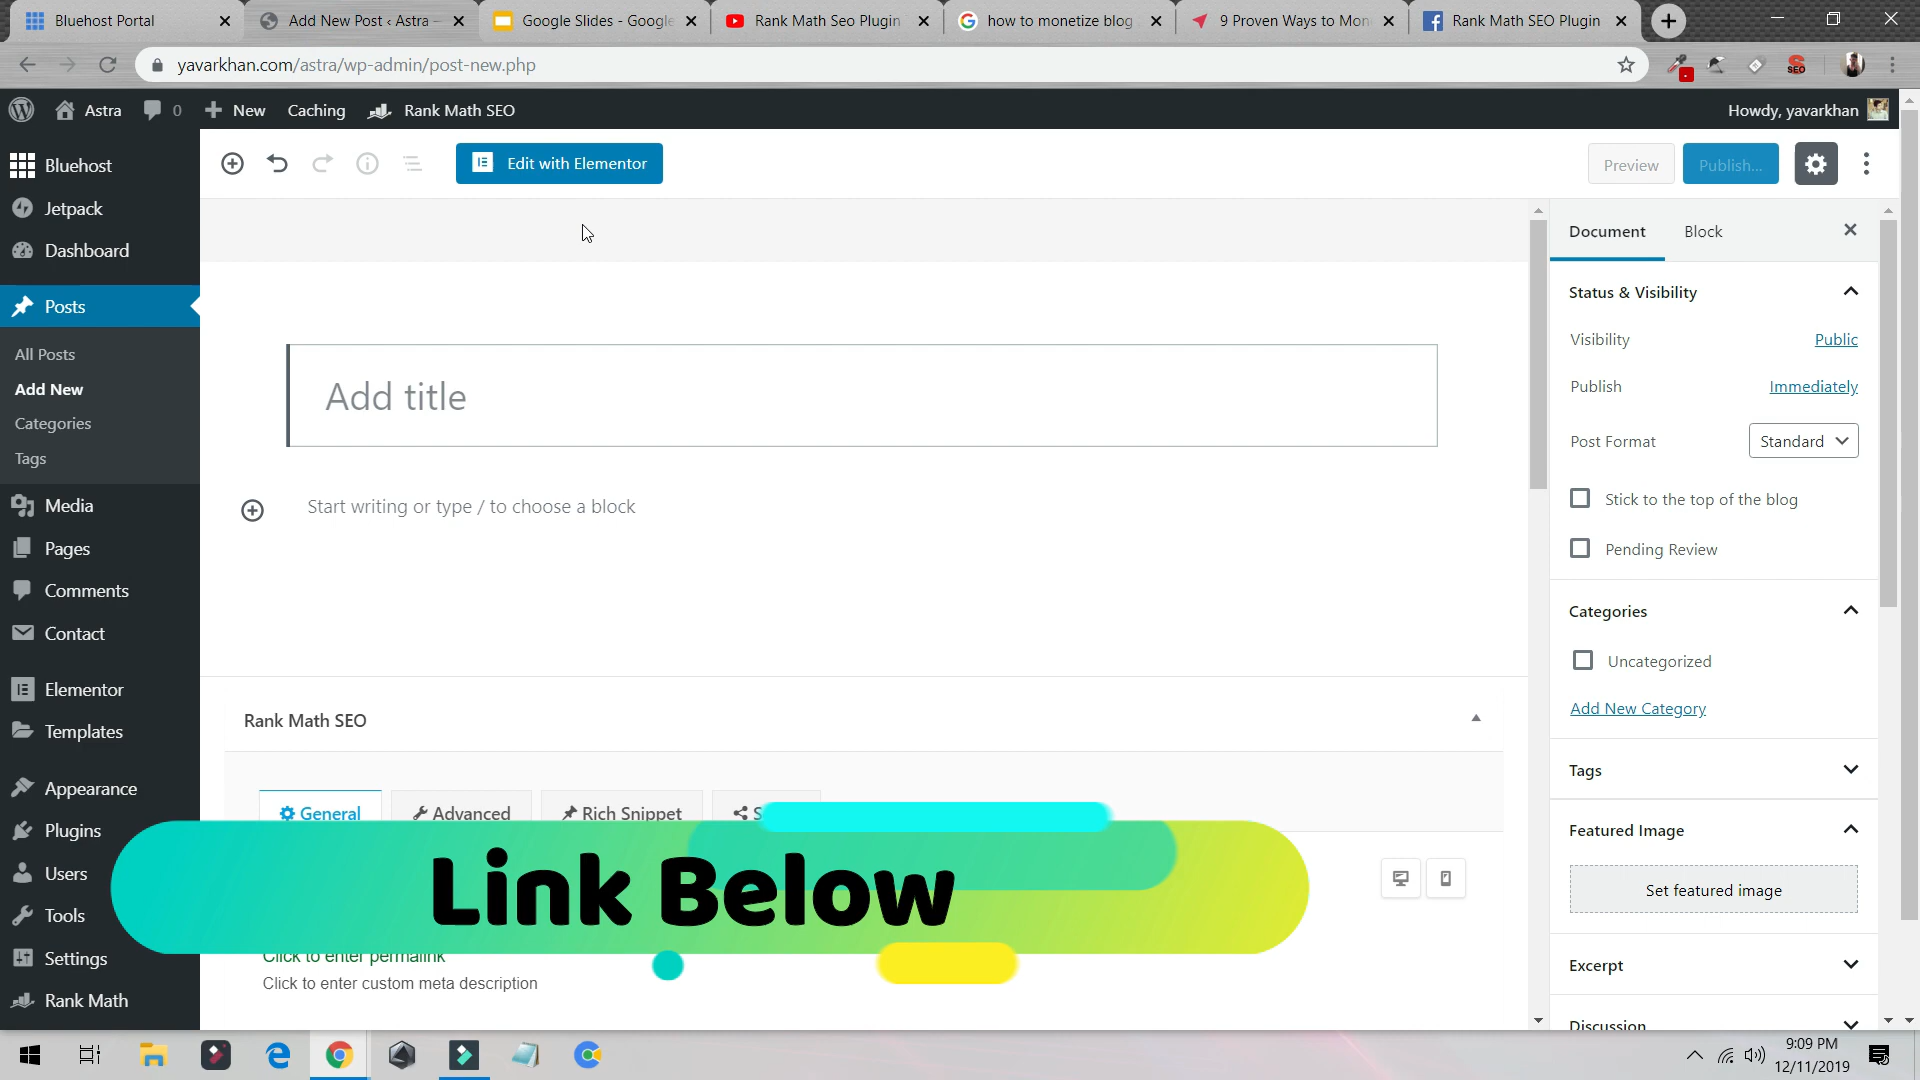 Bluehost Portal
Add New Post ‹ Astra –
Google Slides - Google
Rank Math Seo Plugin
how to monetize blog
9 Proven Ways to Mon
Rank Math SEO Plugin
yavarkhan.com/astra/wp-admin/post-new.php
SEO
Astra
0
New
Caching
Rank Math SEO
Howdy, yavarkhan
Bluehost
Jetpack
Dashboard
Posts
All Posts
Add New
Categories
Tags
Media
Pages
Comments
Contact
Elementor
Templates
Appearance
Plugins
Users
Tools
Settings
Rank Math
Edit with Elementor
Preview
Publish...
Add title
Start writing or type / to choose a block
Rank Math SEO
General
Advanced
Rich Snippet
S
Link Below
Click to enter permalink
Click to enter custom meta description
Document
Block
Status & Visibility
Visibility
Public
Publish
Immediately
Post Format
Standard
Stick to the top of the blog
Pending Review
Categories
Uncategorized
Add New Category
Tags
Featured Image
Set featured image
Excerpt
Discussion
9:09 PM
12/11/2019